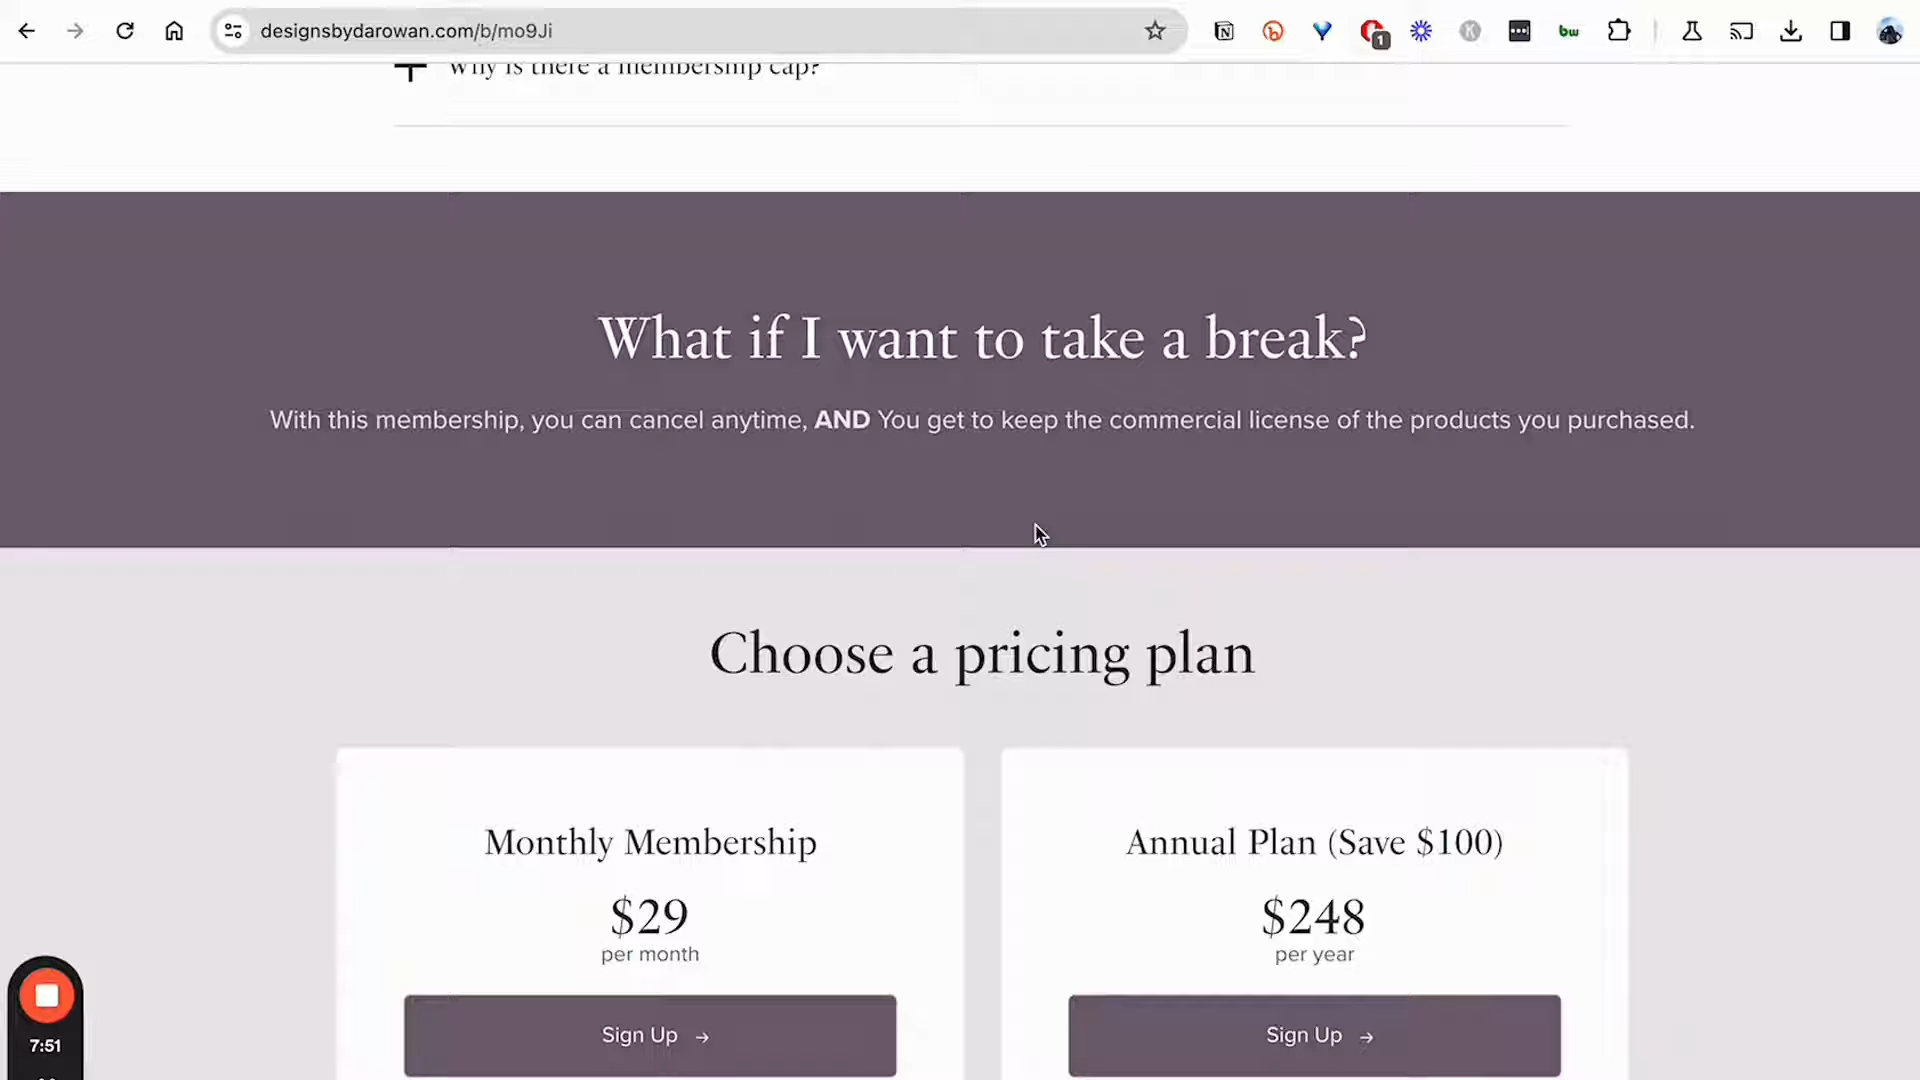 designsbydarowan.com/b/mo9Ji
1
bw
Why is there a membership cap?
What if I want to take a break?
With this membership, you can cancel anytime, AND You get to keep the commercial license of the products you purchased.
Choose a pricing plan
Monthly Membership
$29
per month
Sign Up →
Annual Plan (Save $100)
$248
per year
Sign Up →
7:51